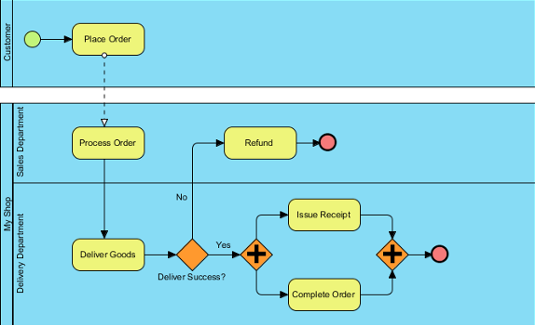 Customer
Place Order
My Shop
Sales Department
Process Order
Refund
No
Delivery Department
Deliver Goods
Deliver Success?
Yes
Issue Receipt
Complete Order